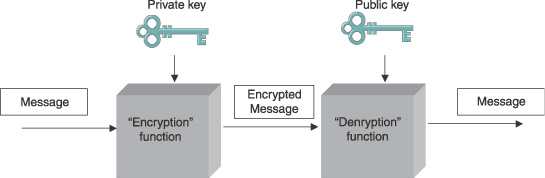 Private key
Public key
Message
"Encryption"
function
Encrypted
Message
"Denryption"
function
Message